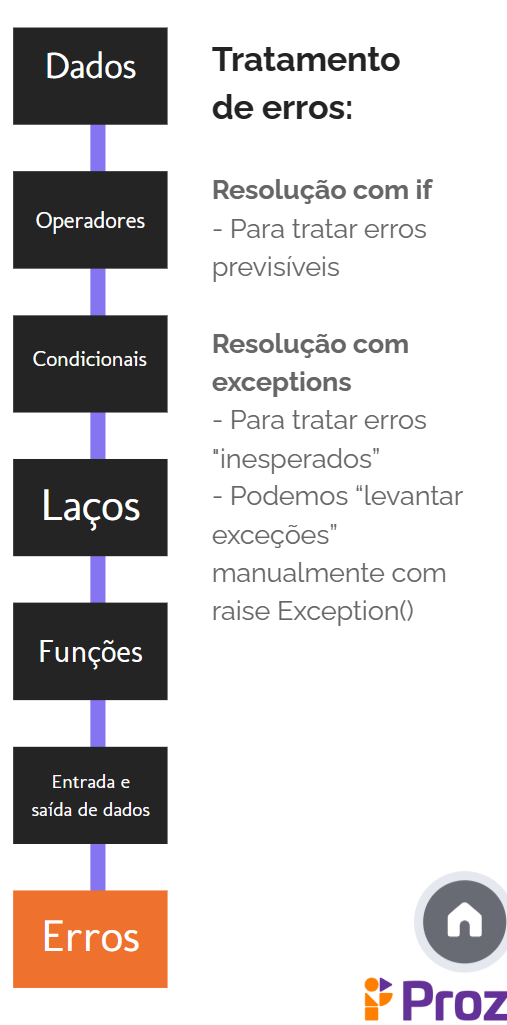 Dados
Operadores
Condicionais
Laços
Funções
Entrada e
saída de dados
Erros
Tratamento
de erros:
Resolução com if
- Para tratar erros
previsíveis
Resolução com
exceptions
- Para tratar erros
"inesperados”
- Podemos “levantar
exceções”
manualmente com
raise Exception()
Proz